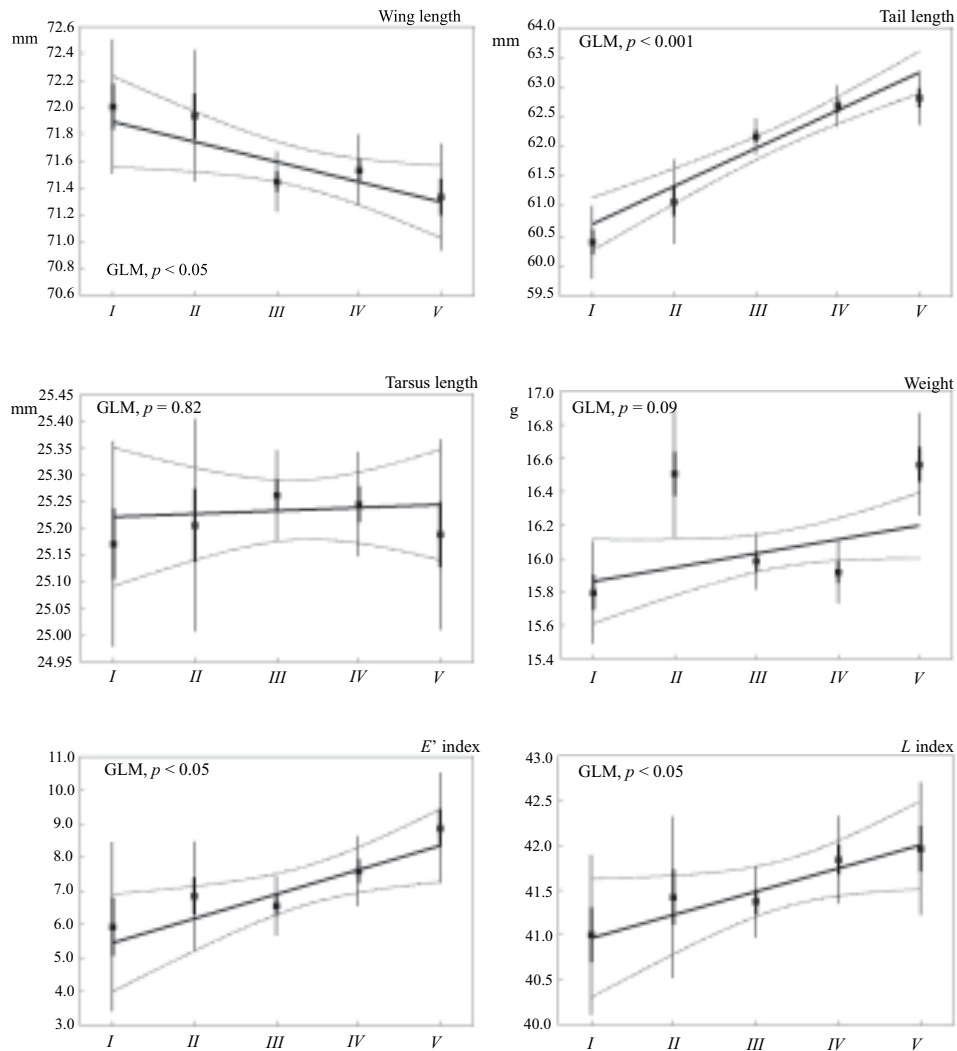 Wing length
mm
72.6
72.4
72.2
72.0
71.8
71.6
71.4
71.2
71.0
70.8
70.6
GLM, p < 0.05
I II III IV V
Tail length
mm
64.0
63.5
63.0
62.5
62.0
61.5
61.0
60.5
60.0
59.5
GLM, p < 0.001
I II III IV V
Tarsus length
mm
25.45
25.40
25.35
25.30
25.25
25.20
25.15
25.10
25.05
25.00
24.95
GLM, p = 0.82
I II III IV V
Weight
g
17.0
16.8
16.6
16.4
16.2
16.0
15.8
15.6
15.4
GLM, p = 0.09
I II III IV V
E’ index
11.0
10.0
9.0
8.0
7.0
6.0
5.0
4.0
3.0
GLM, p < 0.05
I II III IV V
L index
43.0
42.5
42.0
41.5
41.0
40.5
40.0
GLM, p < 0.05
I II III IV V